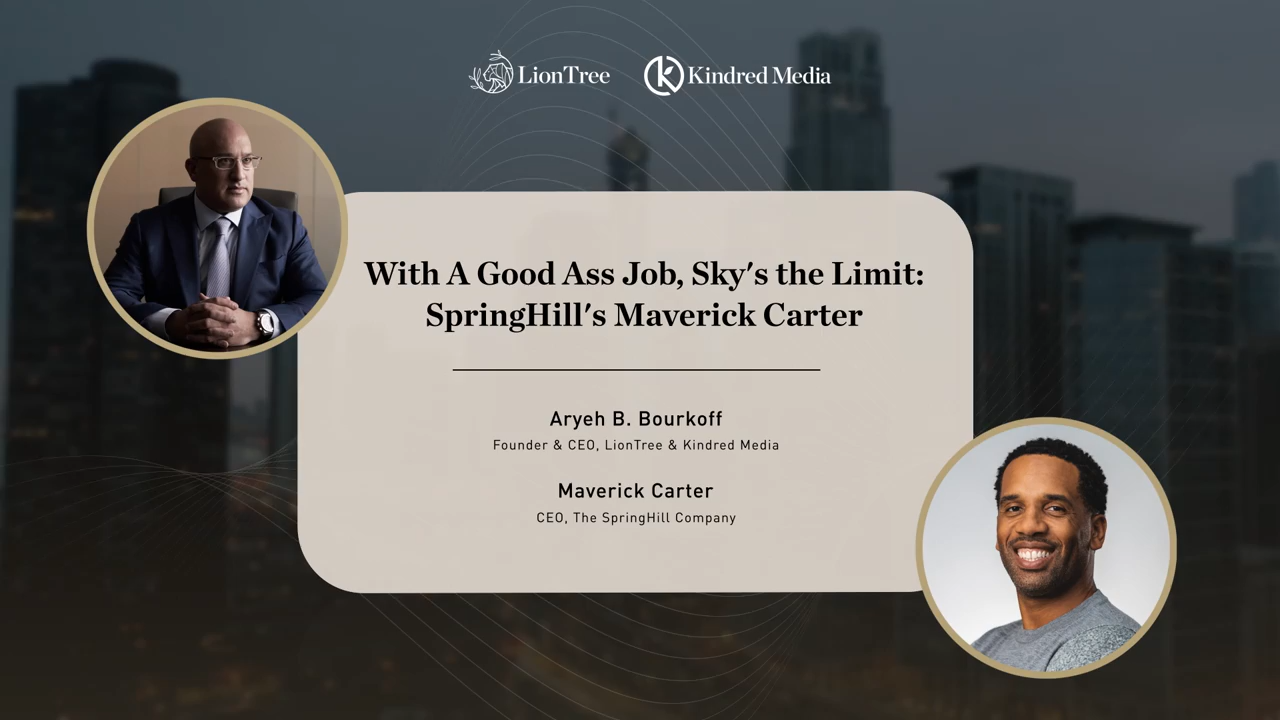 LionTree
Kindred Media
With A Good Ass Job, Sky's the Limit:
SpringHill's Maverick Carter
Aryeh B. Bourkoff
Founder & CEO, LionTree & Kindred Media
Maverick Carter
CEO, The SpringHill Company